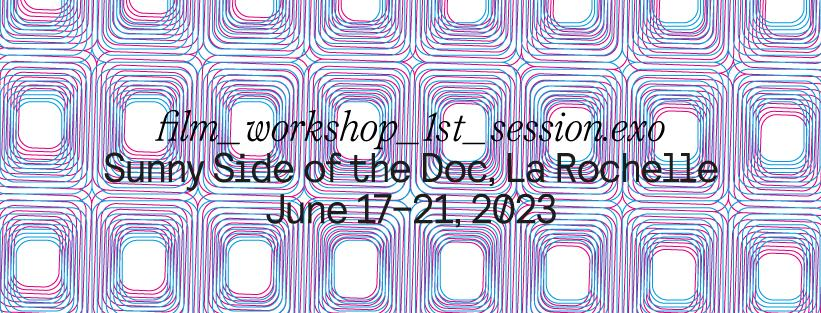 film_workshop_1st_session.exo
Sunny Side of the Doc, La Rochelle
June 17–21, 2023